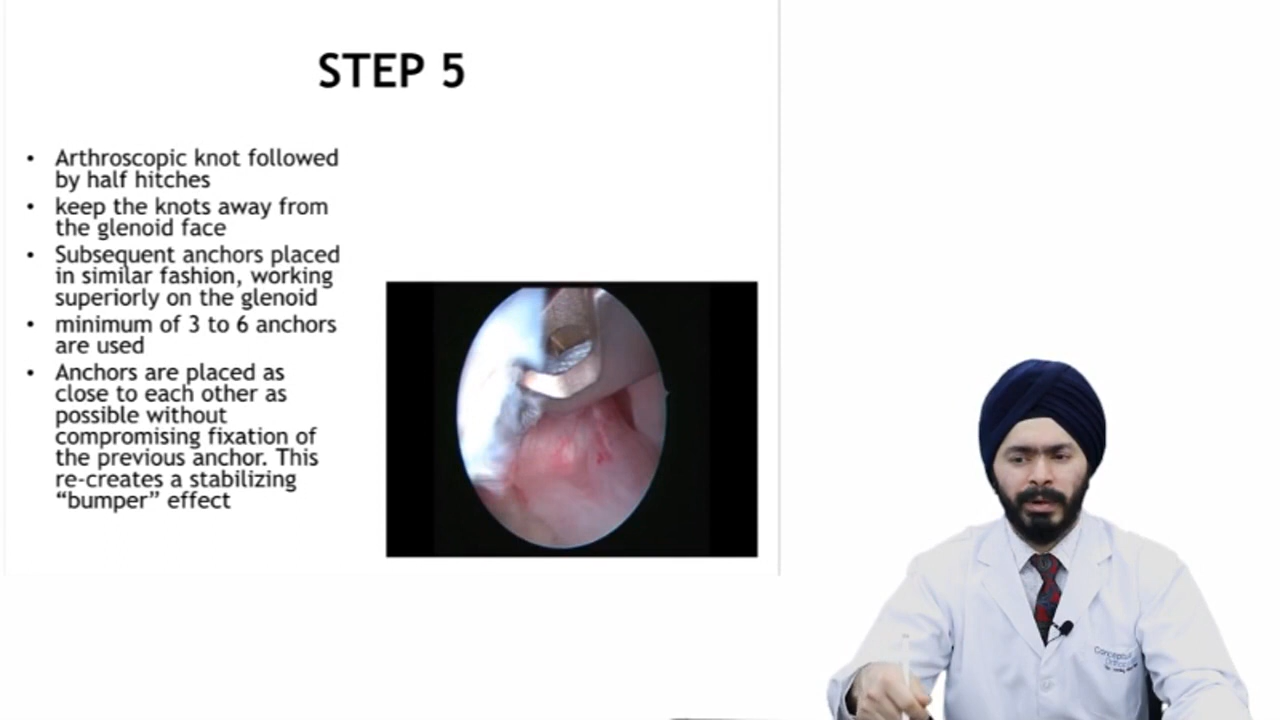 STEP 5
• Arthroscopic knot followed
by half hitches
• keep the knots away from
the glenoid face
• Subsequent anchors placed
in similar fashion, working
superiorly on the glenoid
• minimum of 3 to 6 anchors
are used
• Anchors are placed as
close to each other as
possible without
compromising fixation of
the previous anchor. This
re-creates a stabilizing
“bumper” effect